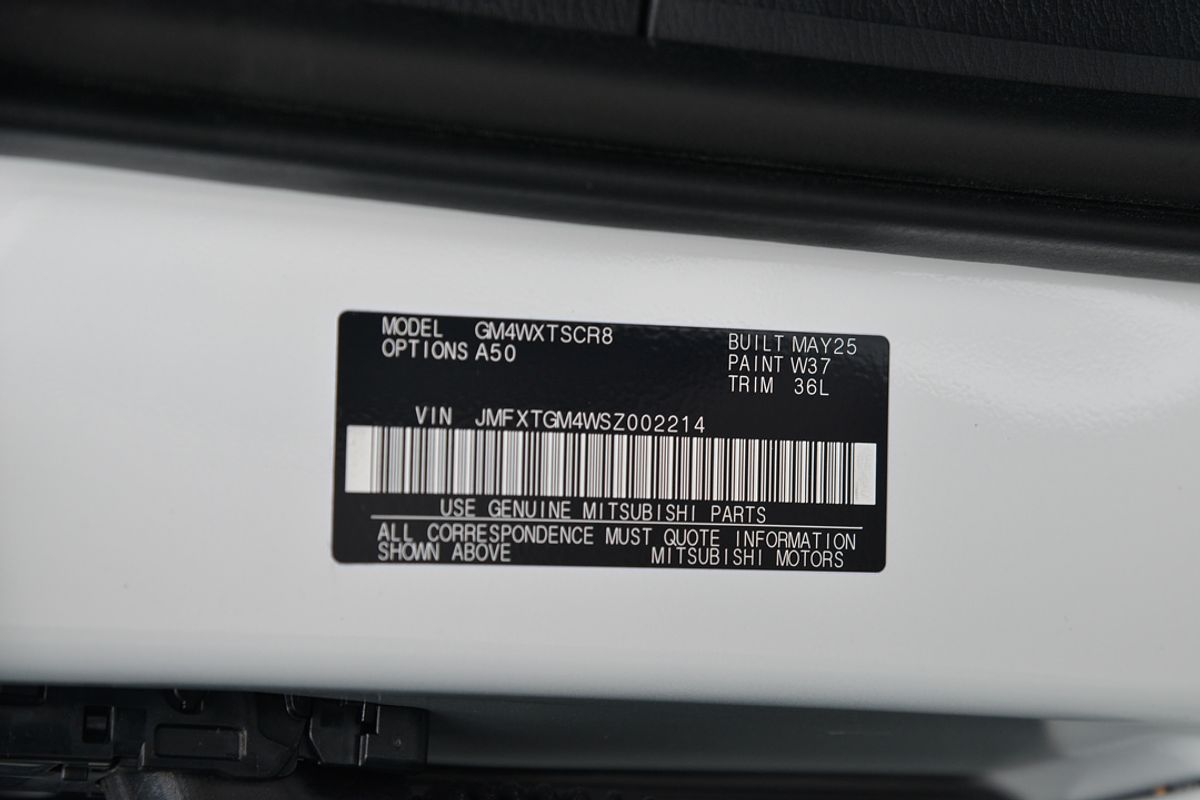 MODEL GM4WXTSCR8
OPTIONS A50
BUILT MAY25
PAINT W37
TRIM 36L
VIN JMFXTGM4WSZ002214
USE GENUINE MITSUBISHI PARTS
ALL CORRESPONDENCE MUST QUOTE INFORMATION
SHOWN ABOVE MITSUBISHI MOTORS